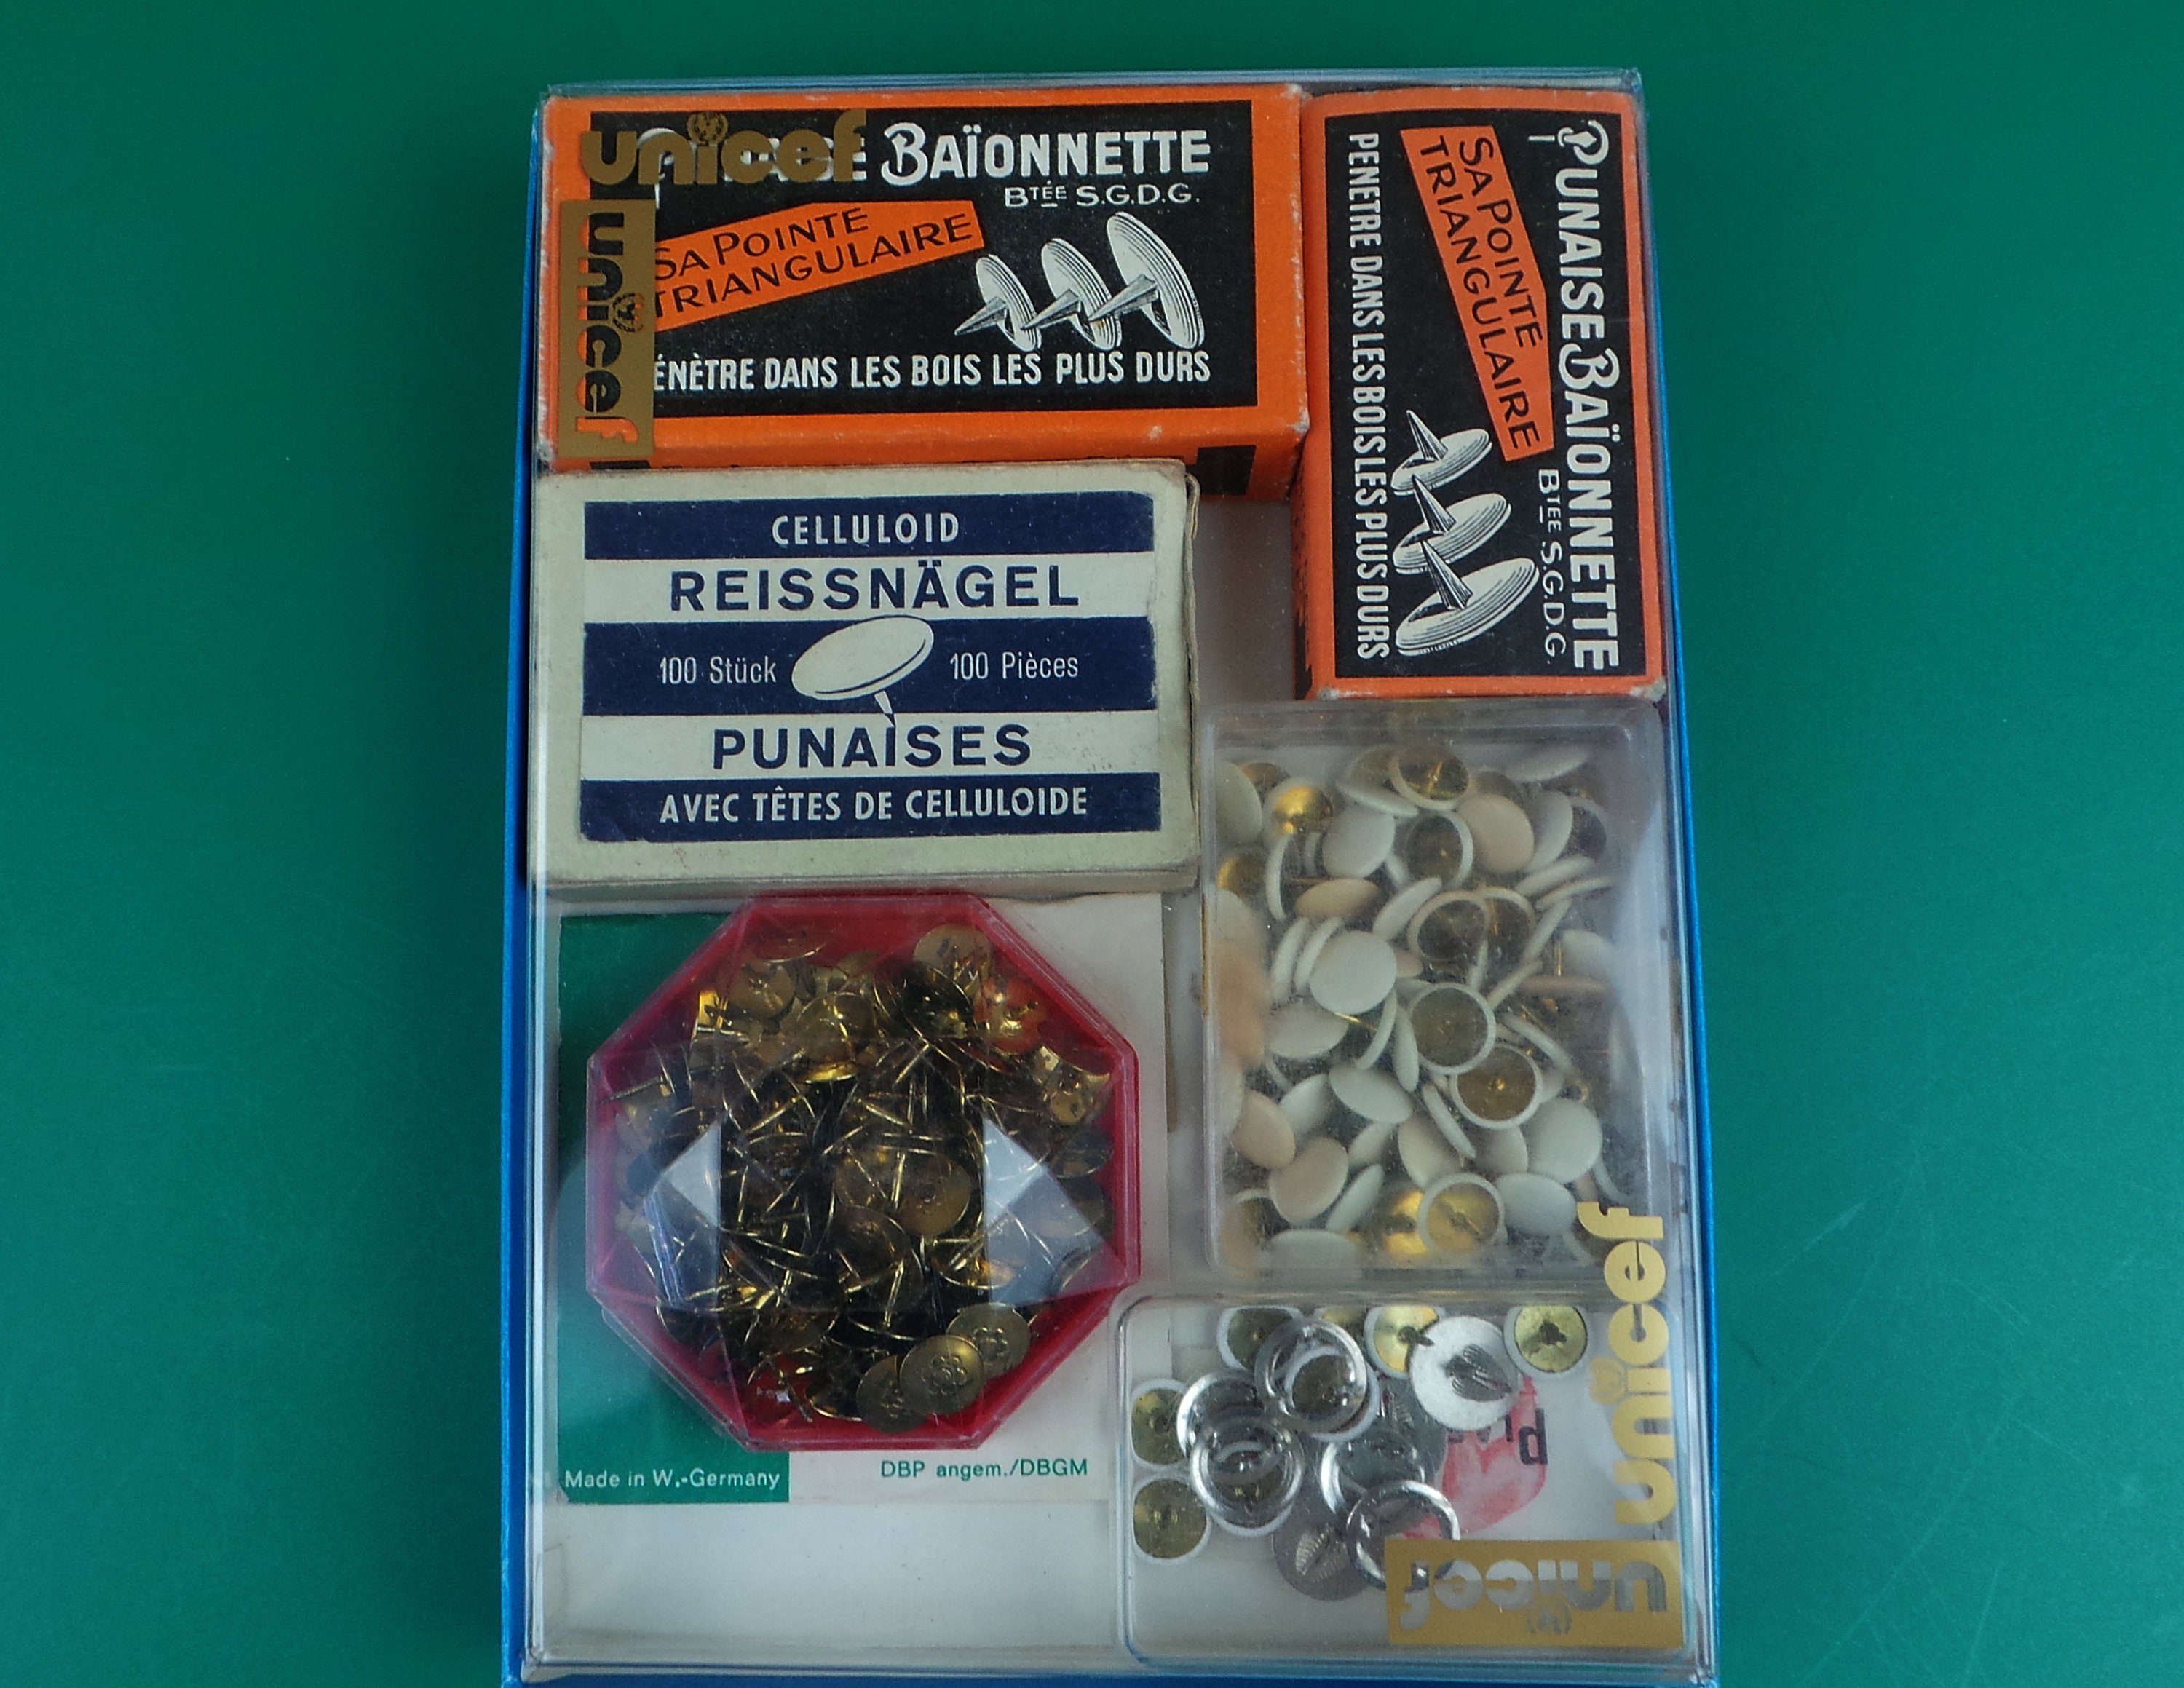 unicef
BAÏONNETTE
BTÉE S.G.D.G.
SA POINTE
TRIANGULAIRE
ÉNÈTRE DANS LES BOIS LES PLUS DURS
unicef
PUNAISE BAÏONNETTE
BTÉE S.G.D.G.
SA POINTE
TRIANGULAIRE
PENETRE DANS LES BOIS LES PLUS DURS
CELLULOID
REISSNÄGEL
100 Stück 100 Pièces
PUNAISES
AVEC TÊTES DE CELLULOIDE
Made in W.-Germany
DBP angem./DBGM
unicef
unicef